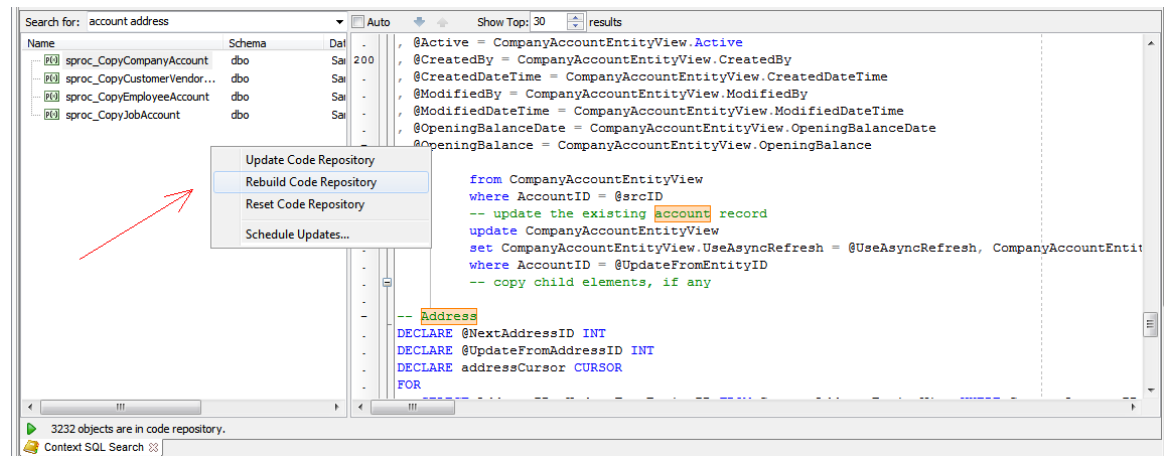 Search for: account address Auto Show Top: 30 results
Name Schema Dat
sproc_CopyCompanyAccount dbo Sar
sproc_CopyCustomerVendor... dbo Sar
sproc_CopyEmployeeAccount dbo Sar
sproc_CopyJobAccount dbo Sar
Update Code Repository
Rebuild Code Repository
Reset Code Repository
Schedule Updates...
, @Active = CompanyAccountEntityView.Active
200 , @CreatedBy = CompanyAccountEntityView.CreatedBy
, @CreatedDateTime = CompanyAccountEntityView.CreatedDateTime
, @ModifiedBy = CompanyAccountEntityView.ModifiedBy
, @ModifiedDateTime = CompanyAccountEntityView.ModifiedDateTime
, @OpeningBalanceDate = CompanyAccountEntityView.OpeningBalanceDate
@OpeningBalance = CompanyAccountEntityView.OpeningBalance
from CompanyAccountEntityView
where AccountID = @srcID
-- update the existing account record
update CompanyAccountEntityView
set CompanyAccountEntityView.UseAsyncRefresh = @UseAsyncRefresh, CompanyAccountEntit
where AccountID = @UpdateFromEntityID
-- copy child elements, if any
-- Address
DECLARE @NextAddressID INT
DECLARE @UpdateFromAddressID INT
DECLARE addressCursor CURSOR
FOR
3232 objects are in code repository.
Context SQL Search